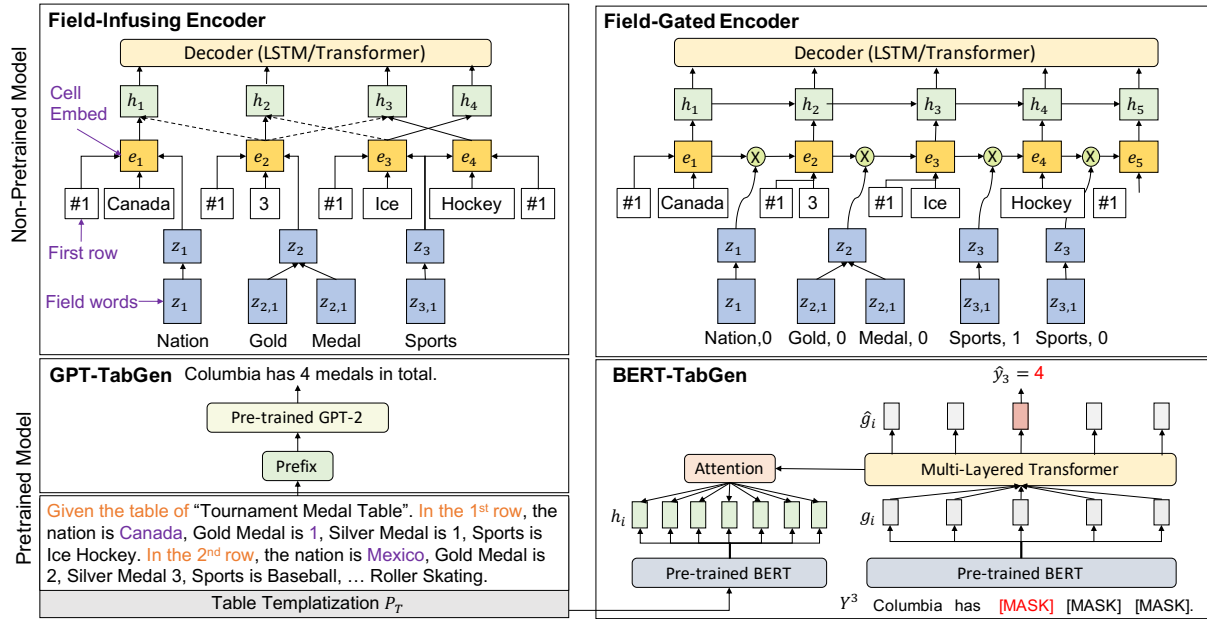 Non-Pretrained Model
Field-Infusing Encoder
Decoder (LSTM/Transformer)
h₁ h₂ h₃ h₄
Cell
Embed
e₁ e₂ e₃ e₄
#1 Canada #1 3 #1 Ice Hockey #1
First row
z₁ z₂ z₃
Field words
z₁ z₂,₁ z₂,₁ z₃,₁
Nation Gold Medal Sports
Field-Gated Encoder
Decoder (LSTM/Transformer)
h₁ h₂ h₃ h₄ h₅
e₁ X e₂ X e₃ X e₄ X e₅
#1 Canada #1 3 #1 Ice Hockey #1
z₁ z₂ z₃ z₃
z₁ z₂,₁ z₂,₁ z₃,₁ z₃,₁
Nation,0 Gold, 0 Medal, 0 Sports, 1 Sports, 0
Pretrained Model
GPT-TabGen
Columbia has 4 medals in total.
Pre-trained GPT-2
Prefix
Given the table of “Tournament Medal Table”. In the 1st row, the
nation is Canada, Gold Medal is 1, Silver Medal is 1, Sports is
Ice Hockey. In the 2nd row, the nation is Mexico, Gold Medal is
2, Silver Medal 3, Sports is Baseball, … Roller Skating.
Table Templatization P_T
BERT-TabGen
ŷ₃ = 4
ĝᵢ
Attention
Multi-Layered Transformer
hᵢ
gᵢ
Pre-trained BERT
Pre-trained BERT
Y³ Columbia has [MASK] [MASK] [MASK].